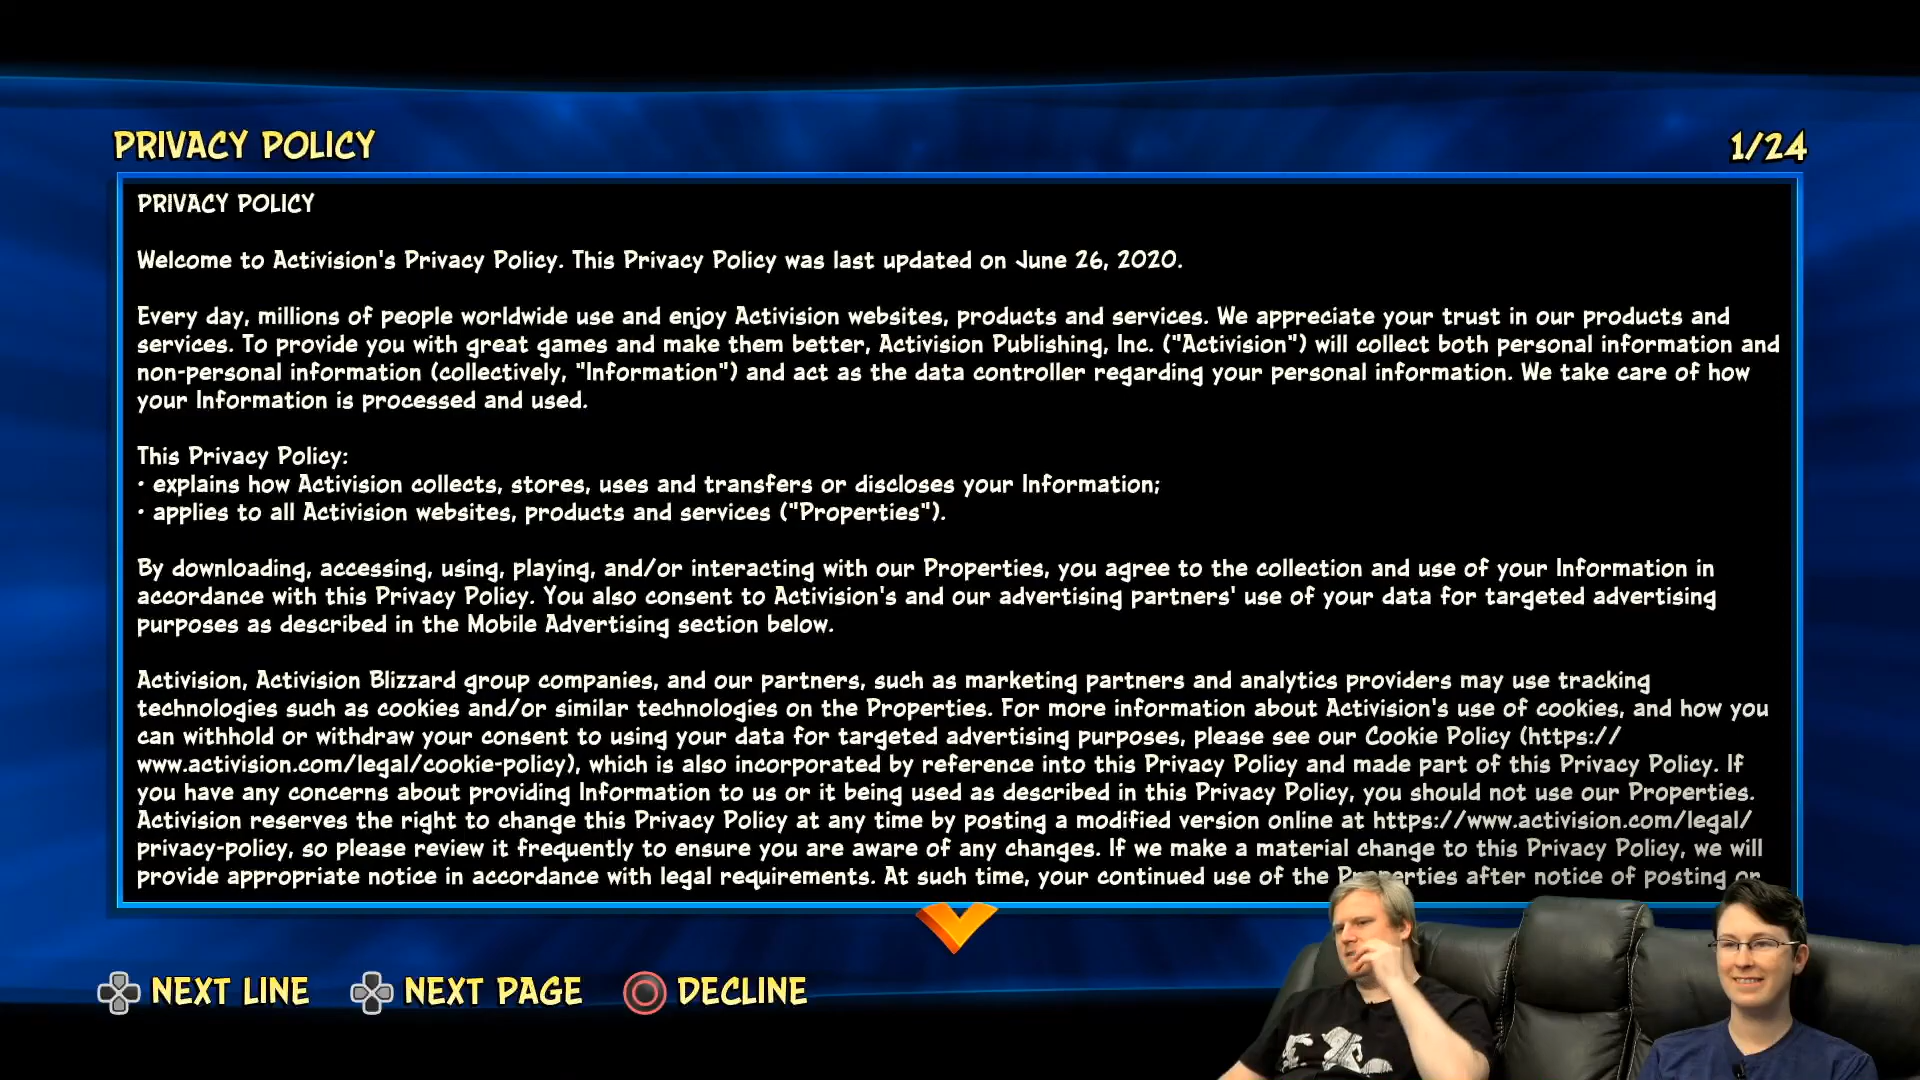 PRIVACY POLICY
1/24
PRIVACY POLICY
Welcome to Activision's Privacy Policy. This Privacy Policy was last updated on June 26, 2020.
Every day, millions of people worldwide use and enjoy Activision websites, products and services. We appreciate your trust in our products and
services. To provide you with great games and make them better, Activision Publishing, Inc. ("Activision") will collect both personal information and
non-personal information (collectively, "Information") and act as the data controller regarding your personal information. We take care of how
your Information is processed and used.
This Privacy Policy:
• explains how Activision collects, stores, uses and transfers or discloses your Information;
• applies to all Activision websites, products and services ("Properties").
By downloading, accessing, using, playing, and/or interacting with our Properties, you agree to the collection and use of your Information in
accordance with this Privacy Policy. You also consent to Activision's and our advertising partners' use of your data for targeted advertising
purposes as described in the Mobile Advertising section below.
Activision, Activision Blizzard group companies, and our partners, such as marketing partners and analytics providers may use tracking
technologies such as cookies and/or similar technologies on the Properties. For more information about Activision's use of cookies, and how you
can withhold or withdraw your consent to using your data for targeted advertising purposes, please see our Cookie Policy (https://
www.activision.com/legal/cookie-policy), which is also incorporated by reference into this Privacy Policy and made part of this Privacy Policy. If
you have any concerns about providing Information to us or it being used as described in this Privacy Policy, you should not use our Properties.
Activision reserves the right to change this Privacy Policy at any time by posting a modified version online at https://www.activision.com/legal/
privacy-policy, so please review it frequently to ensure you are aware of any changes. If we make a material change to this Privacy Policy, we will
provide appropriate notice in accordance with legal requirements. At such time, your continued use of the Properties after notice of posting or
NEXT LINE
NEXT PAGE
DECLINE